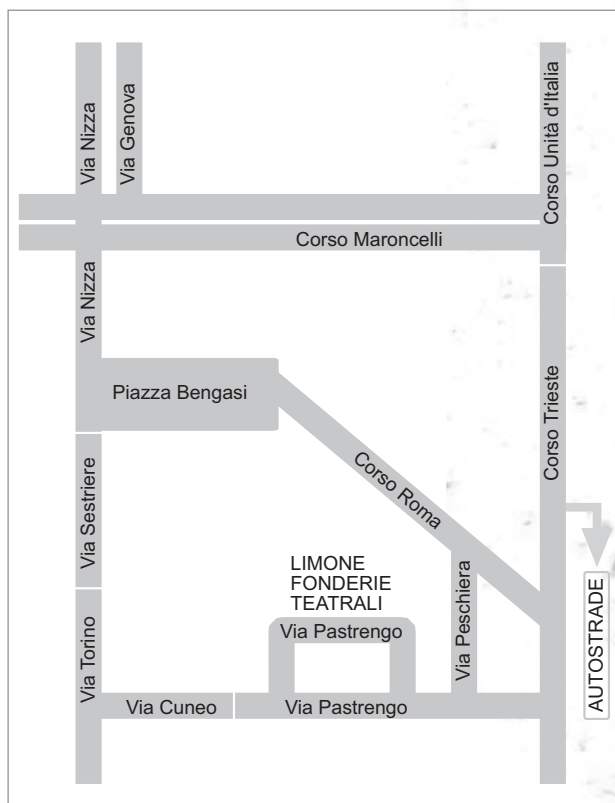 Via Nizza
Via Genova
Corso Unità d'Italia
Corso Maroncelli
Via Nizza
Piazza Bengasi
Corso Trieste
Corso Roma
Via Sestriere
LIMONE
FONDERIE
TEATRALI
Via Pastrengo
Via Peschiera
AUTOSTRADE
Via Torino
Via Cuneo
Via Pastrengo